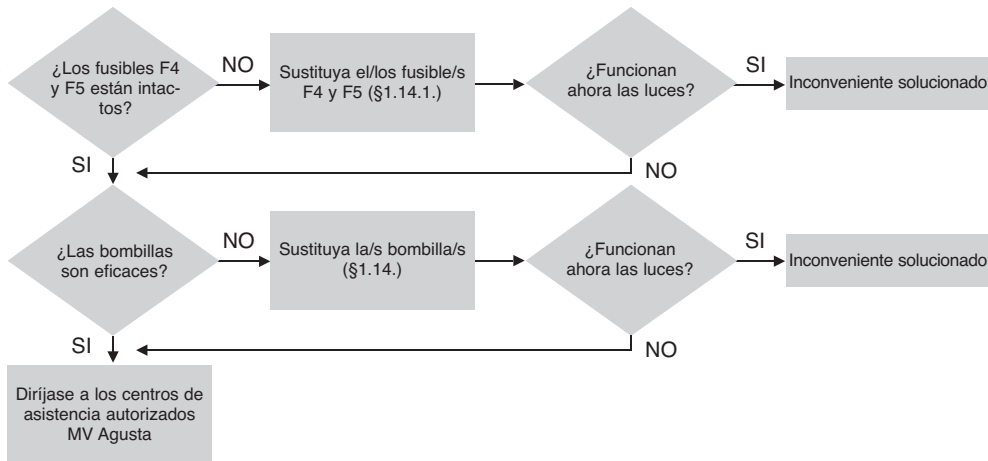 ¿Los fusibles F4
y F5 están intac-
tos?
NO
Sustituya el/los fusible/s
F4 y F5 (§1.14.1.)
¿Funcionan
ahora las luces?
SI
Inconveniente solucionado
SI
NO
¿Las bombillas
son eficaces?
NO
Sustituya la/s bombilla/s
(§1.14.)
¿Funcionan
ahora las luces?
SI
Inconveniente solucionado
SI
NO
Diríjase a los centros de
asistencia autorizados
MV Agusta